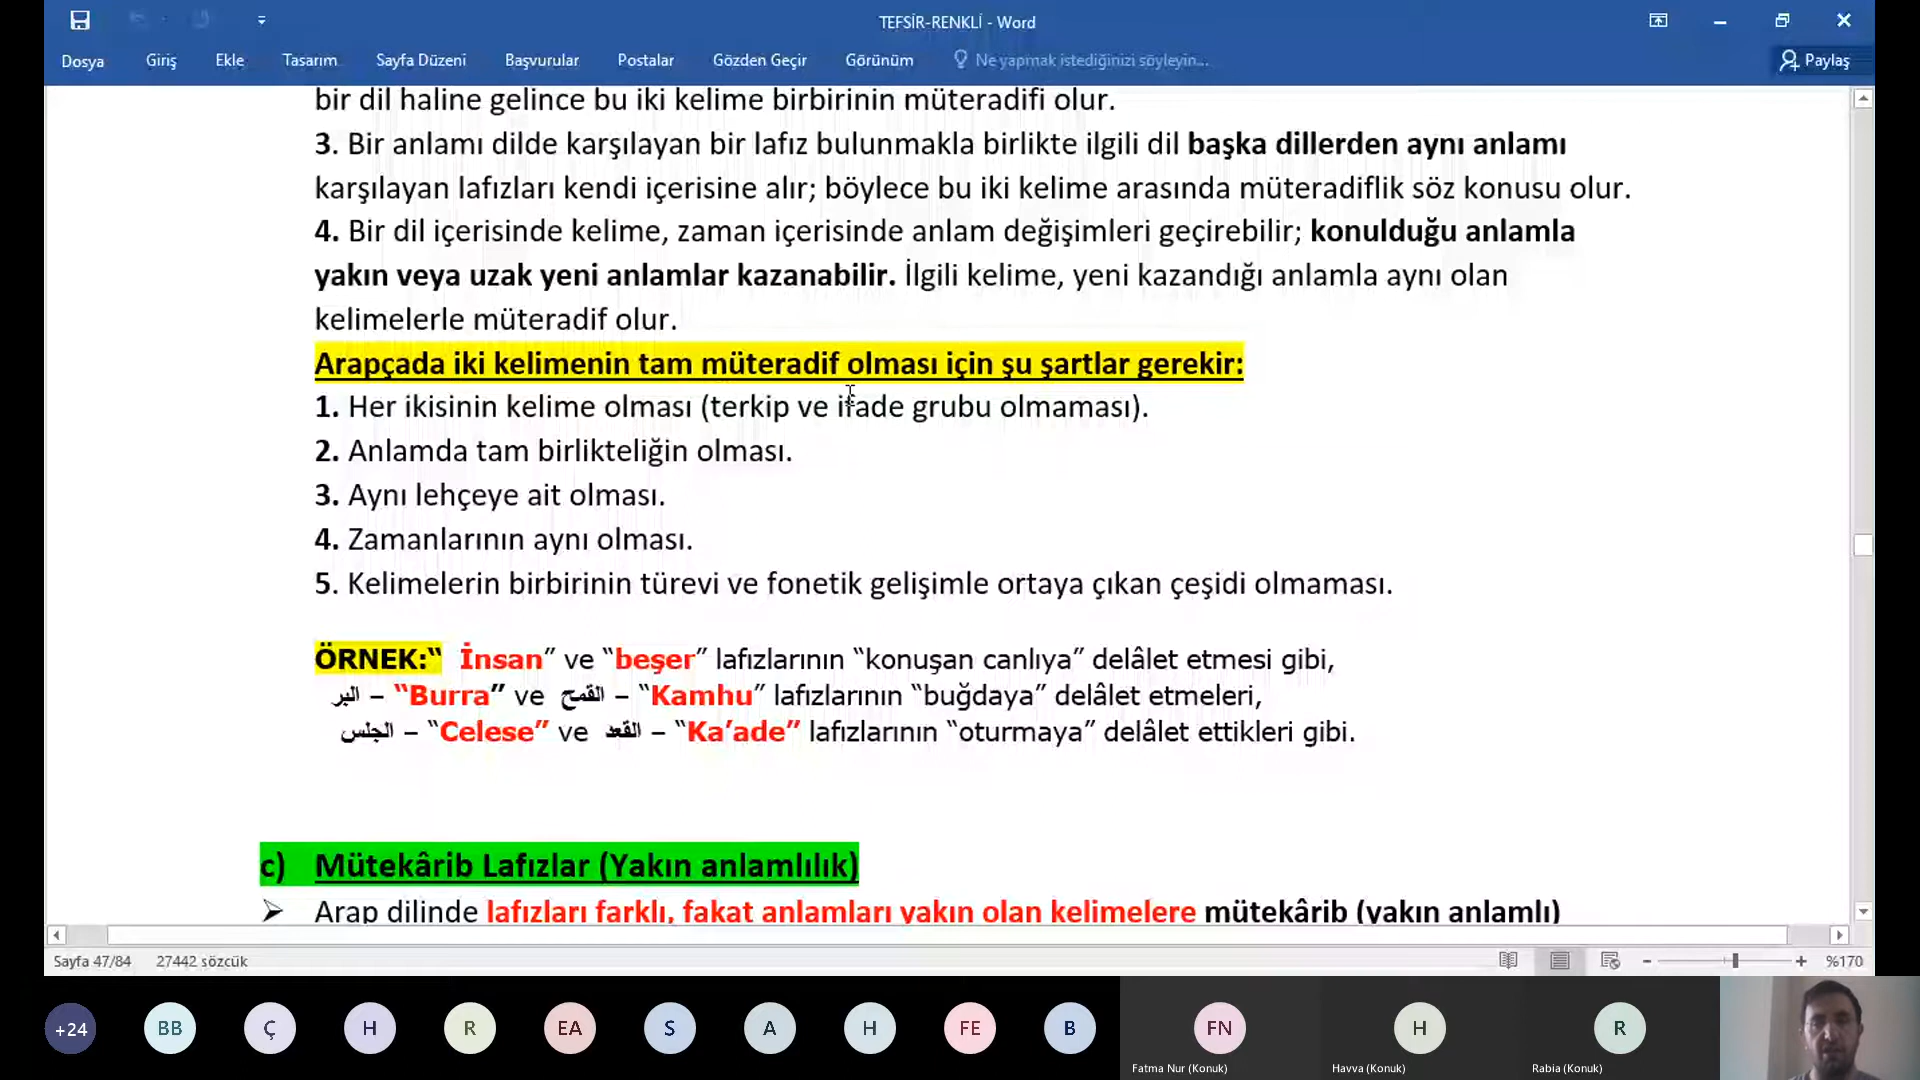 TEFSİR-RENKLİ - Word
Dosya Giriş Ekle Tasarım Sayfa Düzeni Başvurular Postalar Gözden Geçir Görünüm Ne yapmak istediğinizi söyleyin... Paylaş
bir dil haline gelince bu iki kelime birbirinin müteradifi olur.
3. Bir anlamı dilde karşılayan bir lafız bulunmakla birlikte ilgili dil başka dillerden aynı anlamı
karşılayan lafızları kendi içerisine alır; böylece bu iki kelime arasında müteradiflik söz konusu olur.
4. Bir dil içerisinde kelime, zaman içerisinde anlam değişimleri geçirebilir; konulduğu anlamla
yakın veya uzak yeni anlamlar kazanabilir. İlgili kelime, yeni kazandığı anlamla aynı olan
kelimelerle müteradif olur.
Arapçada iki kelimenin tam müteradif olması için şu şartlar gerekir:
1. Her ikisinin kelime olması (terkip ve ifade grubu olmaması).
2. Anlamda tam birlikteliğin olması.
3. Aynı lehçeye ait olması.
4. Zamanlarının aynı olması.
5. Kelimelerin birbirinin türevi ve fonetik gelişimle ortaya çıkan çeşidi olmaması.
ÖRNEK:“ İnsan” ve “beşer” lafızlarının “konuşan canlıya” delâlet etmesi gibi,
البر – “Burra” ve القمح – “Kamhu” lafızlarının “buğdaya” delâlet etmeleri,
الجلس – “Celese” ve القعد – “Ka’ade” lafızlarının “oturmaya” delâlet ettikleri gibi.
c) Mütekârib Lafızlar (Yakın anlamlılık)
➢ Arap dilinde lafızları farklı, fakat anlamları yakın olan kelimelere mütekârib (yakın anlamlı)
Sayfa 47/84 27442 sözcük %170
+24 BB Ç H R EA S A H FE B FN H R
Fatma Nur (Konuk) Havva (Konuk) Rabia (Konuk)